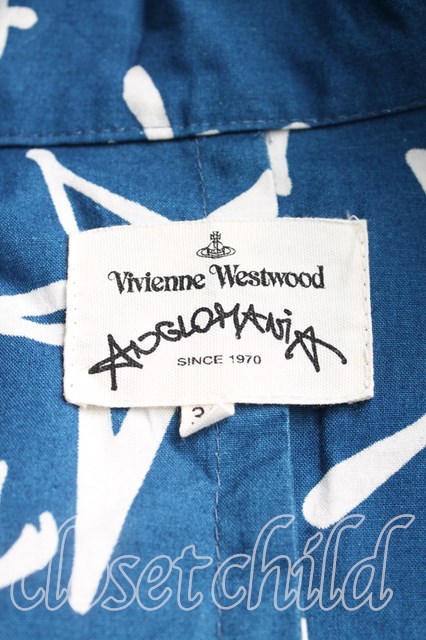 Vivienne Westwood
ANGLOMANIA
SINCE 1970
closetchild